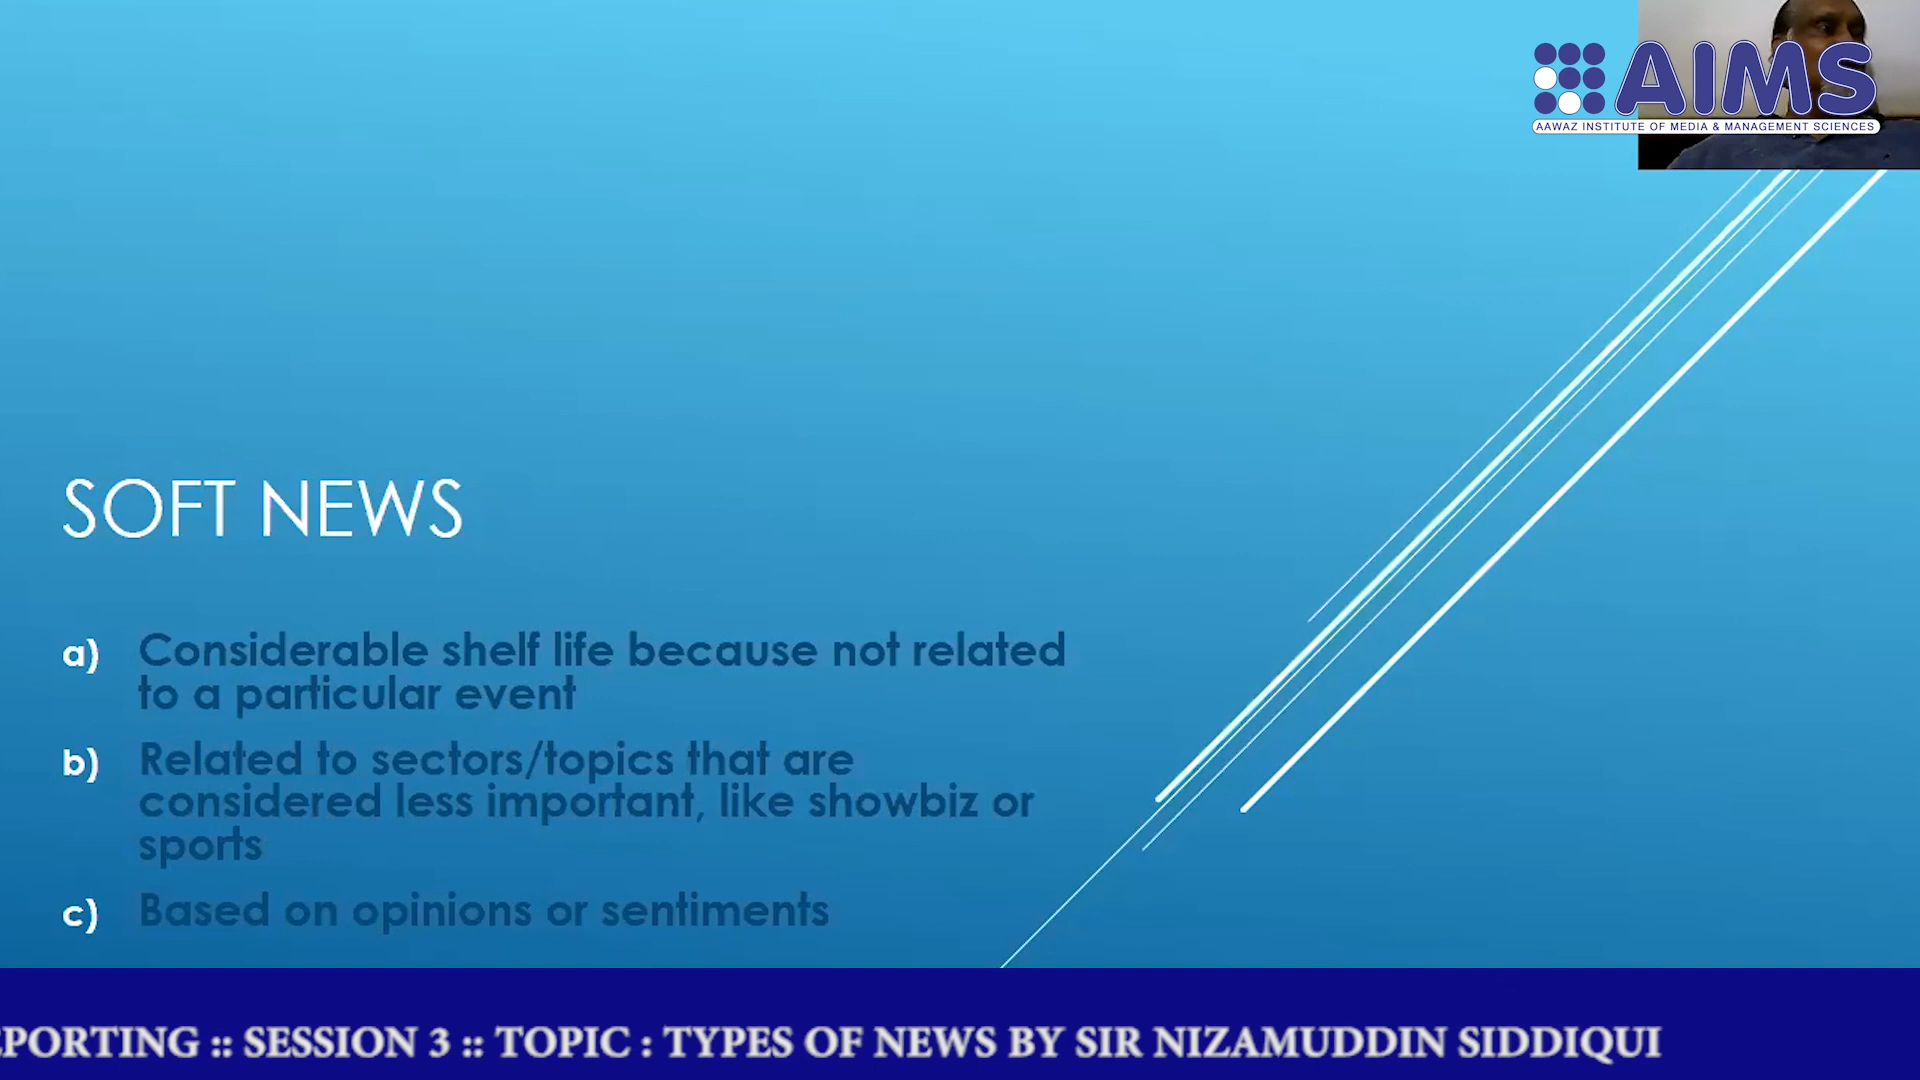 AIMS
AAWAZ INSTITUTE OF MEDIA & MANAGEMENT SCIENCES
SOFT NEWS
a) Considerable shelf life because not related
to a particular event
b) Related to sectors/topics that are
considered less important, like showbiz or
sports
c) Based on opinions or sentiments
EPORTING :: SESSION 3 :: TOPIC : TYPES OF NEWS BY SIR NIZAMUDDIN SIDDIQUI